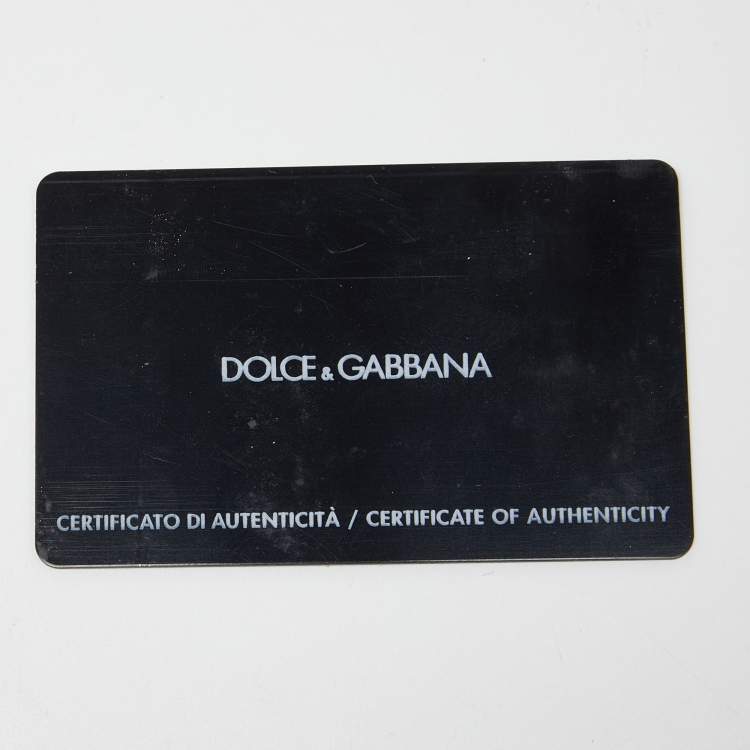 DOLCE & GABBANA
CERTIFICATO DI AUTENTICITÀ / CERTIFICATE OF AUTHENTICITY